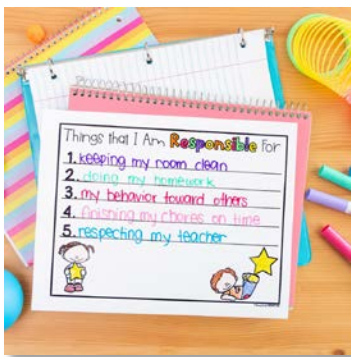 Things that I Am Responsible For
1. keeping my room clean
2. doing my homework
3. my behavior toward others
4. finishing my chores on time
5. respecting my teacher